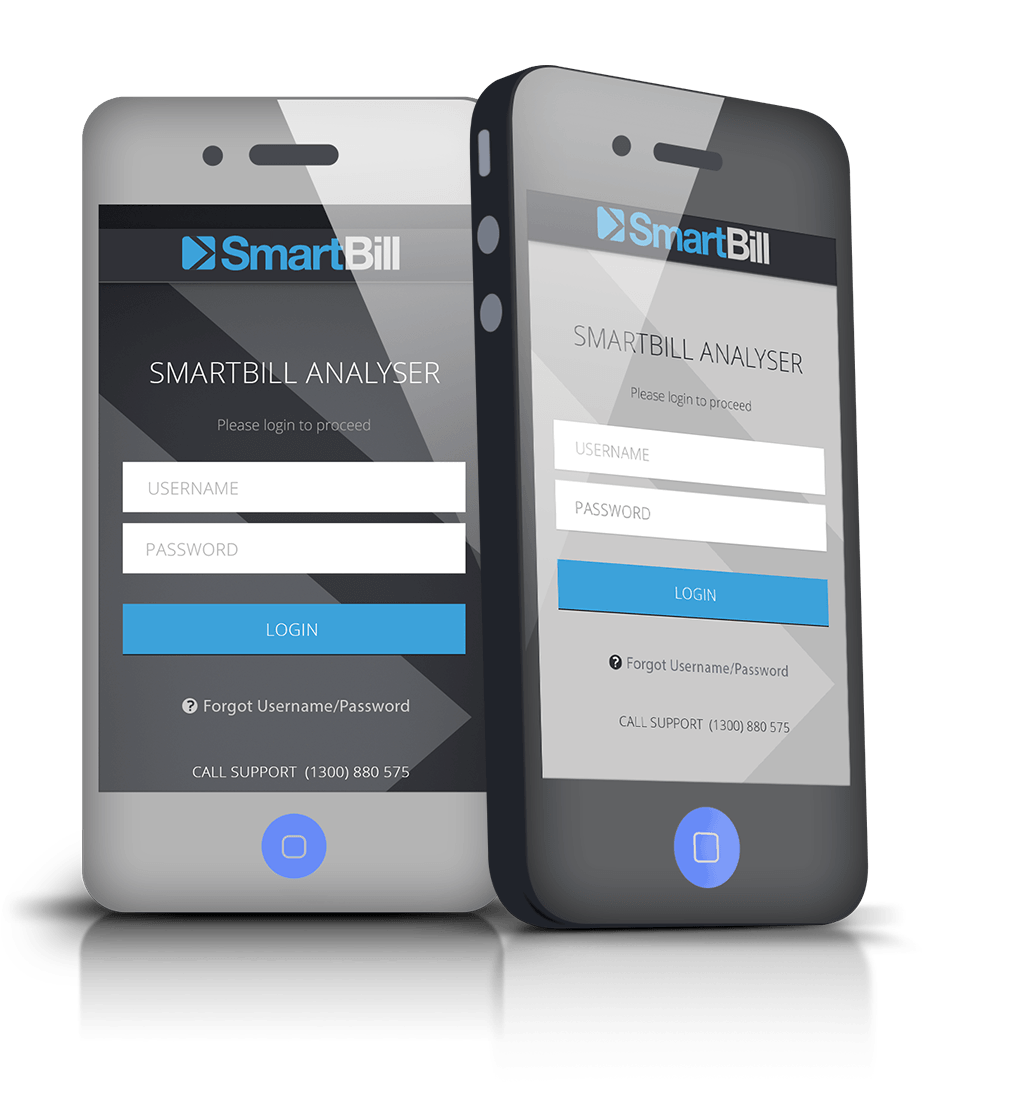 SmartBill
SMARTBILL ANALYSER
Please login to proceed
USERNAME
PASSWORD
LOGIN
? Forgot Username/Password
CALL SUPPORT (1300) 880 575
SmartBill
SMARTBILL ANALYSER
Please login to proceed
USERNAME
PASSWORD
LOGIN
? Forgot Username/Password
CALL SUPPORT (1300) 880 575